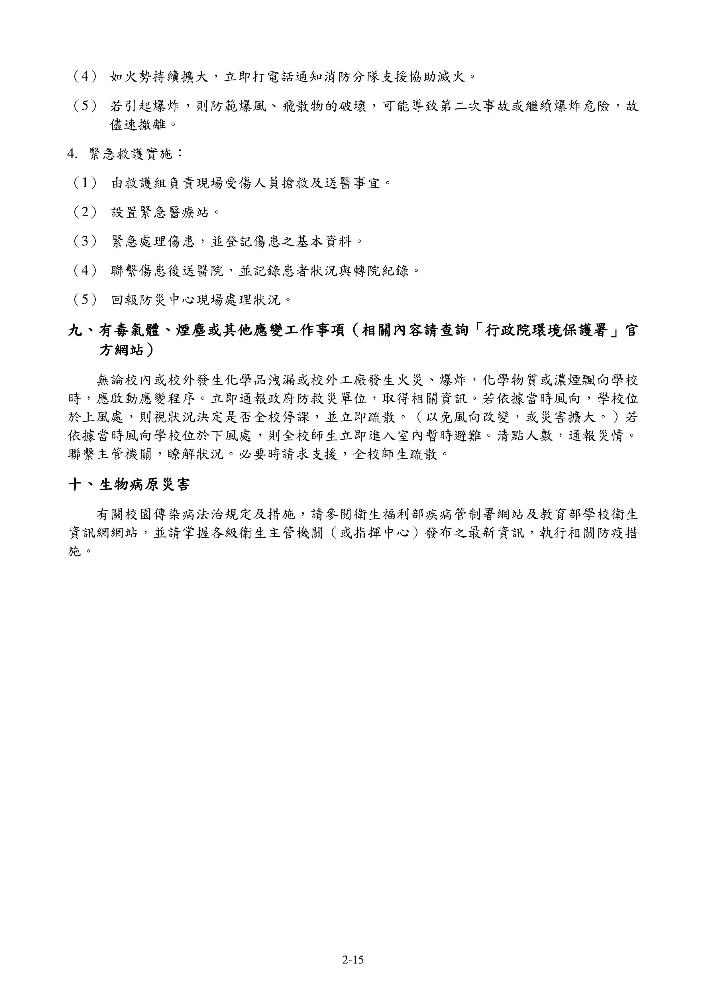 （4） 如火勢持續擴大，立即打電話通知消防分隊支援協助滅火。
（5） 若引起爆炸，則防範爆風、飛散物的破壞，可能導致第二次事故或繼續爆炸危險，故
儘速撤離。
4. 緊急救護實施：
（1） 由救護組負責現場受傷人員搶救及送醫事宜。
（2） 設置緊急醫療站。
（3） 緊急處理傷患，並登記傷患之基本資料。
（4） 聯繫傷患後送醫院，並記錄患者狀況與轉院紀錄。
（5） 回報防災中心現場處理狀況。
九、有毒氣體、煙塵或其他應變工作事項（相關內容請查詢「行政院環境保護署」官
方網站）
無論校內或校外發生化學品洩漏或校外工廠發生火災、爆炸，化學物質或濃煙飄向學校
時，應啟動應變程序。立即通報政府防救災單位，取得相關資訊。若依據當時風向，學校位
於上風處，則視狀況決定是否全校停課，並立即疏散。（以免風向改變，或災害擴大。）若
依據當時風向學校位於下風處，則全校師生立即進入室內暫時避難。清點人數，通報災情。
聯繫主管機關，瞭解狀況。必要時請求支援，全校師生疏散。
十、生物病原災害
有關校園傳染病法治規定及措施，請參閱衛生福利部疾病管制署網站及教育部學校衛生
資訊網網站，並請掌握各級衛生主管機關（或指揮中心）發布之最新資訊，執行相關防疫措
施。
2-15